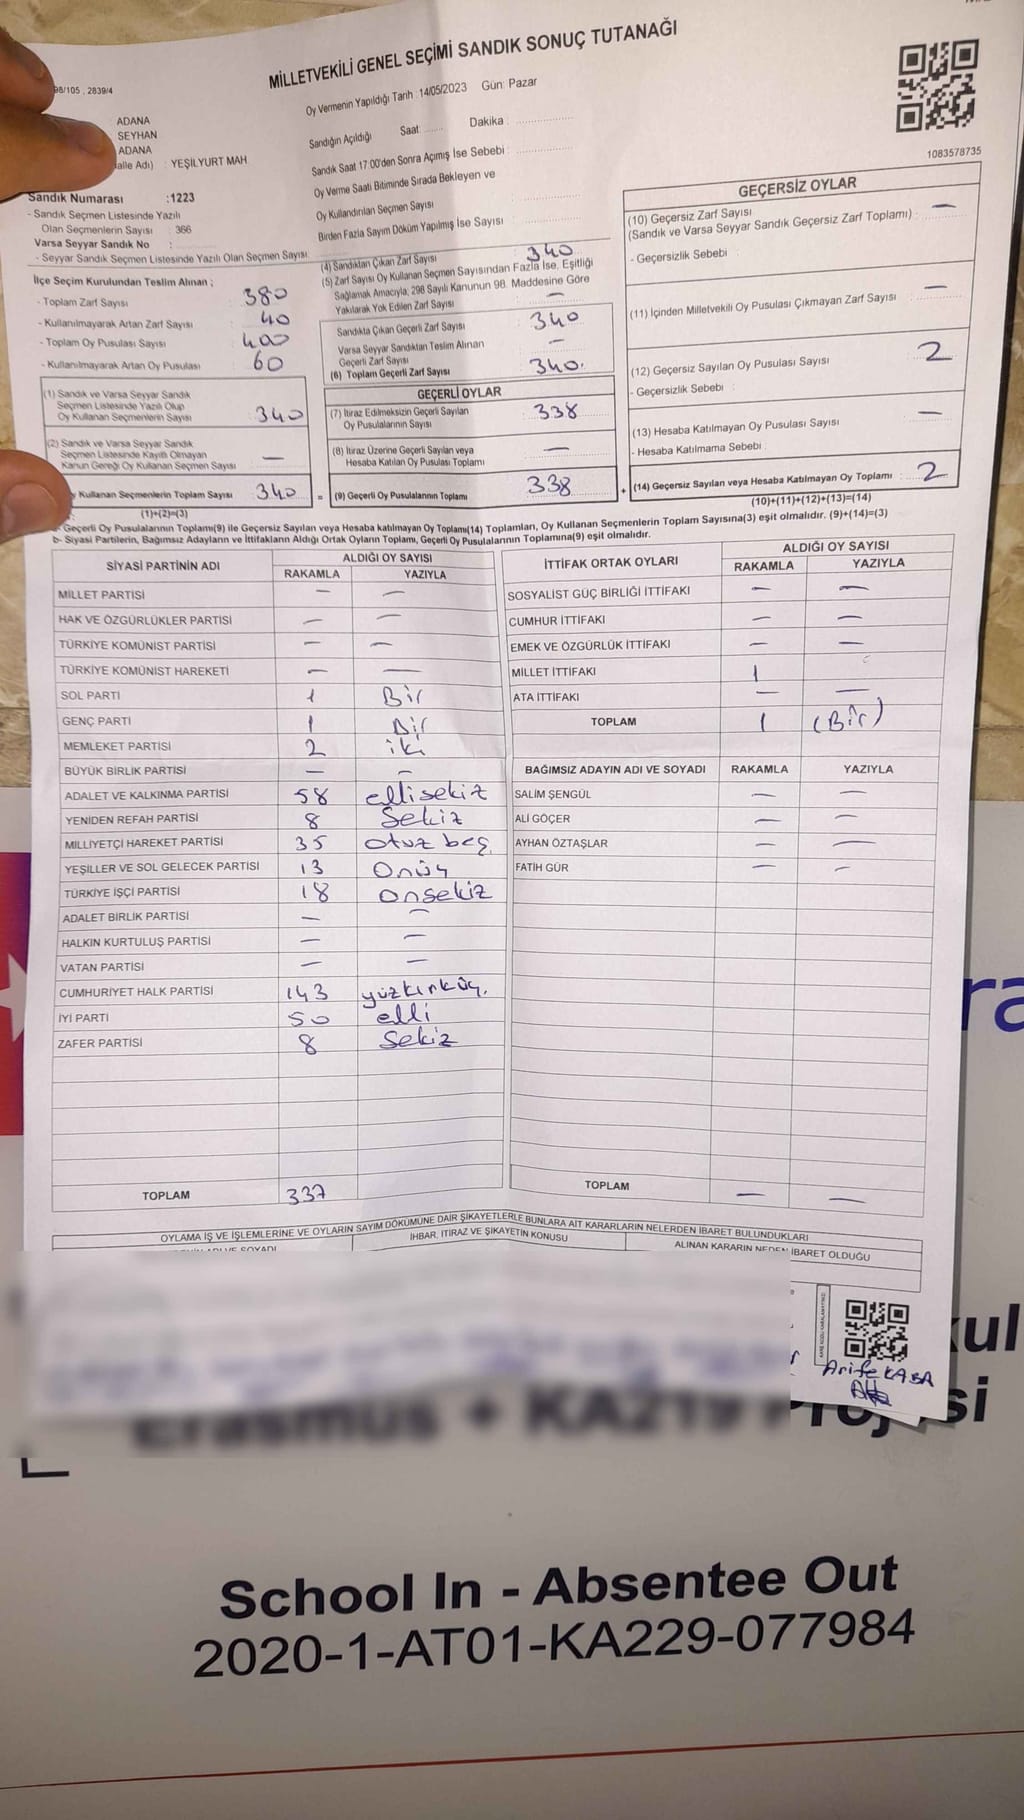 MİLLETVEKİLİ GENEL SEÇİMİ SANDIK SONUÇ TUTANAĞI
98/105 , 2839/4
Oy Vermenin Yapıldığı Tarih : 14/05/2023 Gün: Pazar
ADANA
SEYHAN
ADANA
alle Adı) : YEŞİLYURT MAH
Sandığın Açıldığı Saat ........ Dakika : ................
Sandık Saat 17:00'den Sonra Açımış İse Sebebi : ................
Oy Verme Saati Bitiminde Sırada Bekleyen ve
Oy Kullandırılan Seçmen Sayısı
Birden Fazla Sayım Döküm Yapılmış İse Sayısı
1083578735
Sandık Numarası :1223
- Sandık Seçmen Listesinde Yazılı
Olan Seçmenlerin Sayısı : 366
Varsa Seyyar Sandık No :
- Seyyar Sandık Seçmen Listesinde Yazılı Olan Seçmen Sayısı
İlçe Seçim Kurulundan Teslim Alınan ;
- Toplam Zarf Sayısı : 380
- Kullanılmayarak Artan Zarf Sayısı : 40
- Toplam Oy Pusulası Sayısı : 400
- Kullanılmayarak Artan Oy Pusulası : 60
(1) Sandık ve Varsa Seyyar Sandık
Seçmen Listesinde Yazılı Olup
Oy Kullanan Seçmenlerin Sayısı 340
(2) Sandık ve Varsa Seyyar Sandık
Seçmen Listesinde Kayıtlı Olmayan
Kanun Gereği Oy Kullanan Seçmen Sayısı —
y Kullanan Seçmenlerin Toplam Sayısı 340
(1)+(2)=(3)
(4) Sandıktan Çıkan Zarf Sayısı 340
(5) Zarf Sayısı Oy Kullanan Seçmen Sayısından Fazla İse, Eşitliği
Sağlamak Amacıyla, 298 Sayılı Kanunun 98. Maddesine Göre
Yakılarak Yok Edilen Zarf Sayısı —
Sandıkta Çıkan Geçerli Zarf Sayısı 340
Varsa Seyyar Sandıktan Teslim Alınan
Geçerli Zarf Sayısı —
(6) Toplam Geçerli Zarf Sayısı 340.
GEÇERLİ OYLAR
(7) İtiraz Edilmeksizin Geçerli Sayılan
Oy Pusulalarının Sayısı 338
(8) İtiraz Üzerine Geçerli Sayılan veya
Hesaba Katılan Oy Pusulası Toplamı —
= (9) Geçerli Oy Pusulalarının Toplamı 338
GEÇERSİZ OYLAR
(10) Geçersiz Zarf Sayısı —
(Sandık ve Varsa Seyyar Sandık Geçersiz Zarf Toplamı) :
- Geçersizlik Sebebi :
(11) İçinden Milletvekili Oy Pusulası Çıkmayan Zarf Sayısı —
(12) Geçersiz Sayılan Oy Pusulası Sayısı 2
- Geçersizlik Sebebi :
(13) Hesaba Katılmayan Oy Pusulası Sayısı —
- Hesaba Katılmama Sebebi :
+ (14) Geçersiz Sayılan veya Hesaba Katılmayan Oy Toplamı : 2
(10)+(11)+(12)+(13)=(14)
a- Geçerli Oy Pusulalarının Toplamı(9) ile Geçersiz Sayılan veya Hesaba katılmayan Oy Toplamı(14) Toplamları, Oy Kullanan Seçmenlerin Toplam Sayısına(3) eşit olmalıdır. (9)+(14)=(3)
b- Siyasi Partilerin, Bağımsız Adayların ve İttifakların Aldığı Ortak Oyların Toplamı, Geçerli Oy Pusulalarının Toplamına(9) eşit olmalıdır.
SİYASİ PARTİNİN ADI ALDIĞI OY SAYISI
RAKAMLA YAZIYLA
MİLLET PARTİSİ — —
HAK VE ÖZGÜRLÜKLER PARTİSİ — —
TÜRKİYE KOMÜNİST PARTİSİ — —
TÜRKİYE KOMÜNİST HAREKETİ — —
SOL PARTİ 1 Bir
GENÇ PARTİ 1 Bir
MEMLEKET PARTİSİ 2 iki
BÜYÜK BİRLİK PARTİSİ — —
ADALET VE KALKINMA PARTİSİ 58 ellisekiz
YENİDEN REFAH PARTİSİ 8 Sekiz
MİLLİYETÇİ HAREKET PARTİSİ 35 otuz beş
YEŞİLLER VE SOL GELECEK PARTİSİ 13 Onüç
TÜRKİYE İŞÇİ PARTİSİ 18 onsekiz
ADALET BİRLİK PARTİSİ — —
HALKIN KURTULUŞ PARTİSİ — —
VATAN PARTİSİ — —
CUMHURİYET HALK PARTİSİ 143 yüzkırküç.
İYİ PARTİ 50 elli
ZAFER PARTİSİ 8 Sekiz
TOPLAM 337
İTTİFAK ORTAK OYLARI ALDIĞI OY SAYISI
RAKAMLA YAZIYLA
SOSYALİST GÜÇ BİRLİĞİ İTTİFAKI — —
CUMHUR İTTİFAKI — —
EMEK VE ÖZGÜRLÜK İTTİFAKI — —
MİLLET İTTİFAKI 1
ATA İTTİFAKI — —
TOPLAM 1 (Bir)
BAĞIMSIZ ADAYIN ADI VE SOYADI RAKAMLA YAZIYLA
SALİM ŞENGÜL — —
ALİ GÖÇER — —
AYHAN ÖZTAŞLAR — —
FATİH GÜR — —
TOPLAM — —
OYLAMA İŞ VE İŞLEMLERİNE VE OYLARIN SAYIM DÖKÜMÜNE DAİR ŞİKAYETLERLE BUNLARA AİT KARARLARIN NELERDEN İBARET BULUNDUKLARI
İHBAR, İTİRAZ VE ŞİKAYETİN KONUSU
ALINAN KARARIN NEDEN İBARET OLDUĞU
Arife KABA
Erasmus + KA219 Projesi
School In - Absentee Out
2020-1-AT01-KA229-077984